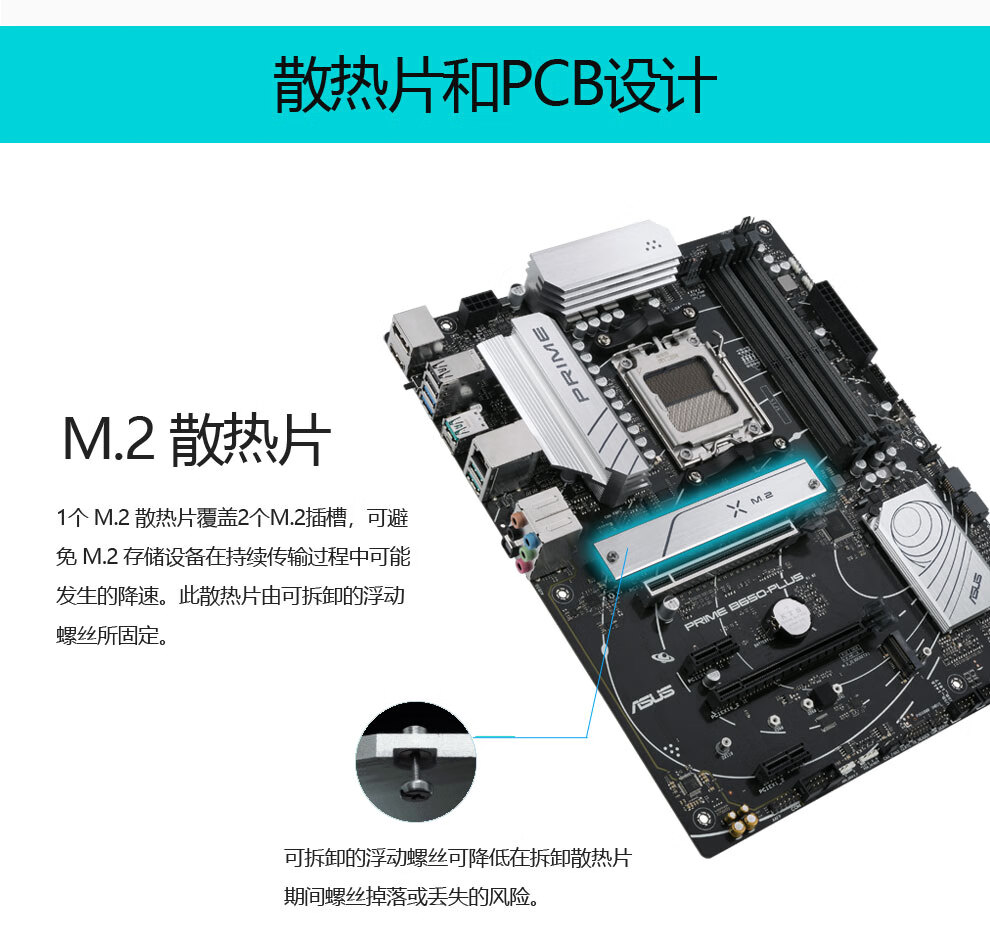 散热片和PCB设计
PRIME
M.2
M.2 散热片
1个 M.2 散热片覆盖2个M.2插槽，可避
免 M.2 存储设备在持续传输过程中可能
发生的降速。此散热片由可拆卸的浮动
螺丝所固定。
ASUS
PRIME B650-PLUS
ASUS
可拆卸的浮动螺丝可降低在拆卸散热片
期间螺丝掉落或丢失的风险。